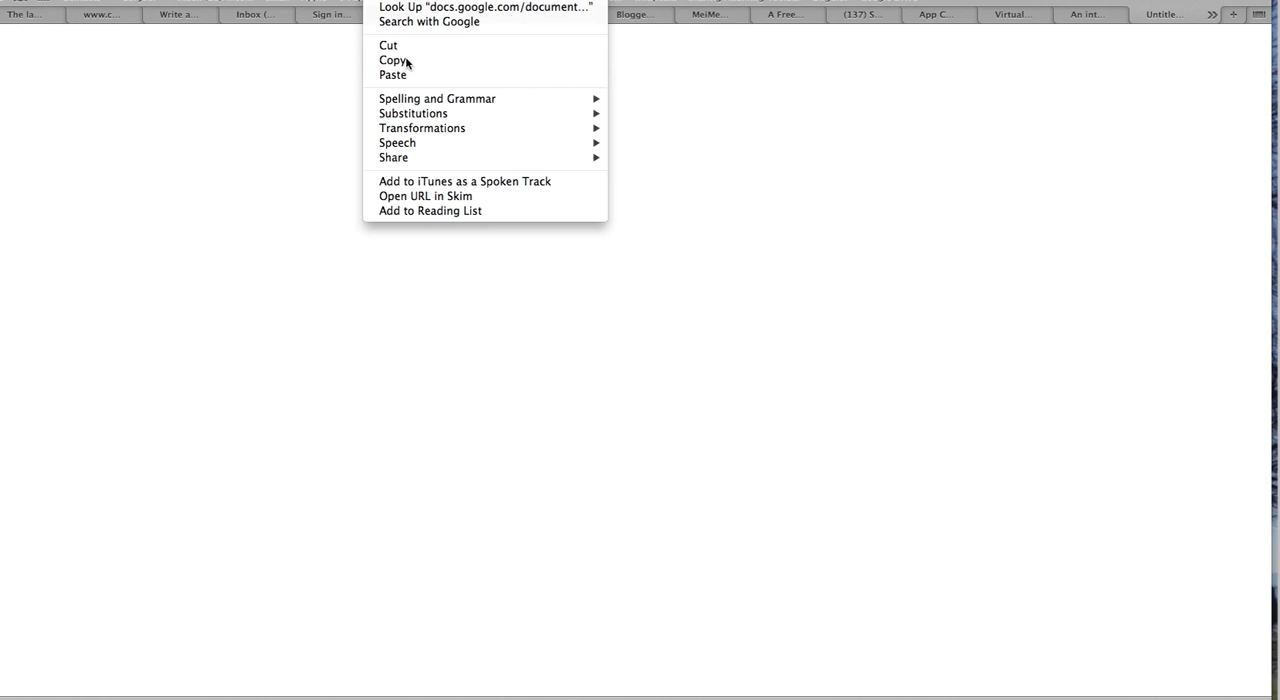 Look Up "docs.google.com/document..."
Search with Google
The la... www.c... Write a... Inbox (... Sign in... Blogge... MeiMe... A Free... (137) S... App C... Virtual... An int... Untitle...
Cut
Copy
Paste
Spelling and Grammar
Substitutions
Transformations
Speech
Share
Add to iTunes as a Spoken Track
Open URL in Skim
Add to Reading List